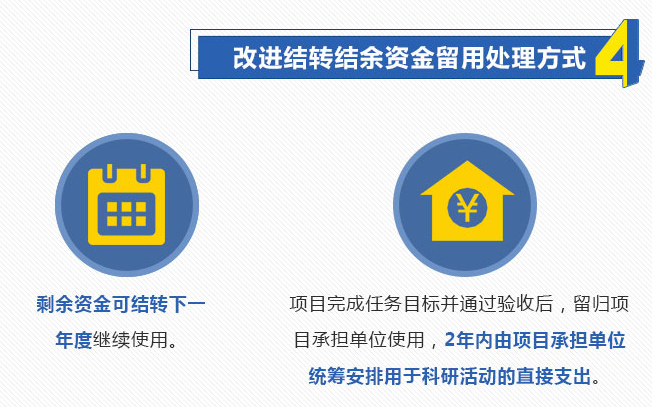 改进结转结余资金留用处理方式 4
¥
剩余资金可结转下一
年度继续使用。
项目完成任务目标并通过验收后，留归项
目承担单位使用，2年内由项目承担单位
统筹安排用于科研活动的直接支出。